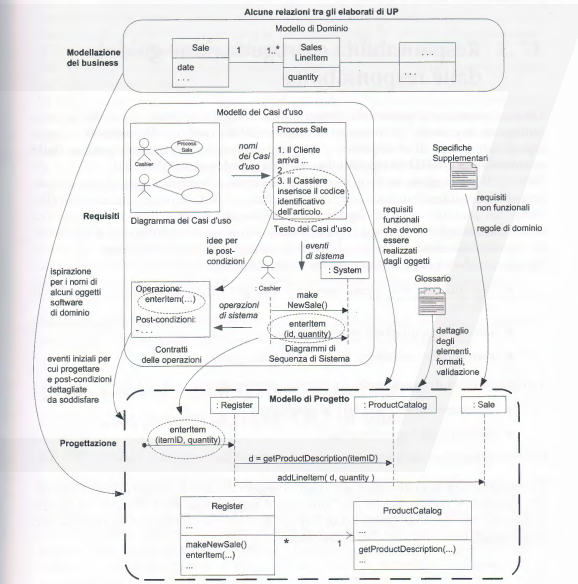 Alcune relazioni tra gli elaborati di UP
Modello di Dominio
Modellazione
dei business
Sale
date
. . .
1
1..*
Sales
LineItem
quantity
. . .
. . .
Modello dei Casi d'uso
Process
Sale
Cashier
Diagramma dei Casi d'uso
nomi
dei Casi
d'uso
Process Sale
1. Il Cliente
arriva ...
2. ...
3. Il Cassiere
inserisce il codice
identificativo
dell'articolo.
Testo dei Casi d'uso
Requisiti
idee per
le post-
condizioni
eventi
di sistema
Operazione:
enterItem(...)
Post-condizioni:
- . . .
Contratti
delle operazioni
operazioni
di sistema
: Cashier
: System
make
NewSale()
enterItem
(id, quantity)
Diagrammi di
Sequenza di Sistema
Specifiche
Supplementari
requisiti
non funzionali
regole di dominio
requisiti
funzionali
che devono
essere
realizzati
dagli oggetti
Glossario
dettaglio
degli
elementi,
formati,
validazione
ispirazione
per i nomi di
alcuni oggetti
software
di dominio
eventi iniziali per
cui progettare
e post-condizioni
dettagliate
da soddisfare
Modello di Progetto
Progettazione
: Register
: ProductCatalog
: Sale
enterItem
(itemID, quantity)
d = getProductDescription(itemID)
addLineItem( d, quantity )
Register
...
makeNewSale()
enterItem(...)
...
*
1
ProductCatalog
...
getProductDescription(...)
...